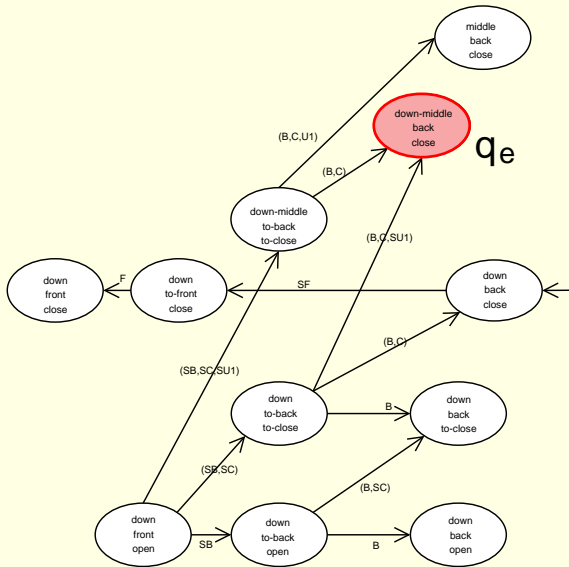 middle
back
close
down-middle
back
close
q e
(B,C,U1)
(B,C)
down-middle
to-back
to-close
(B,C,SU1)
down
front
close
F
down
to-front
close
SF
down
back
close
(B,C)
(SB,SC,SU1)
down
to-back
to-close
B
down
back
to-close
(SB,SC)
(B,SC)
down
front
open
SB
down
to-back
open
B
down
back
open